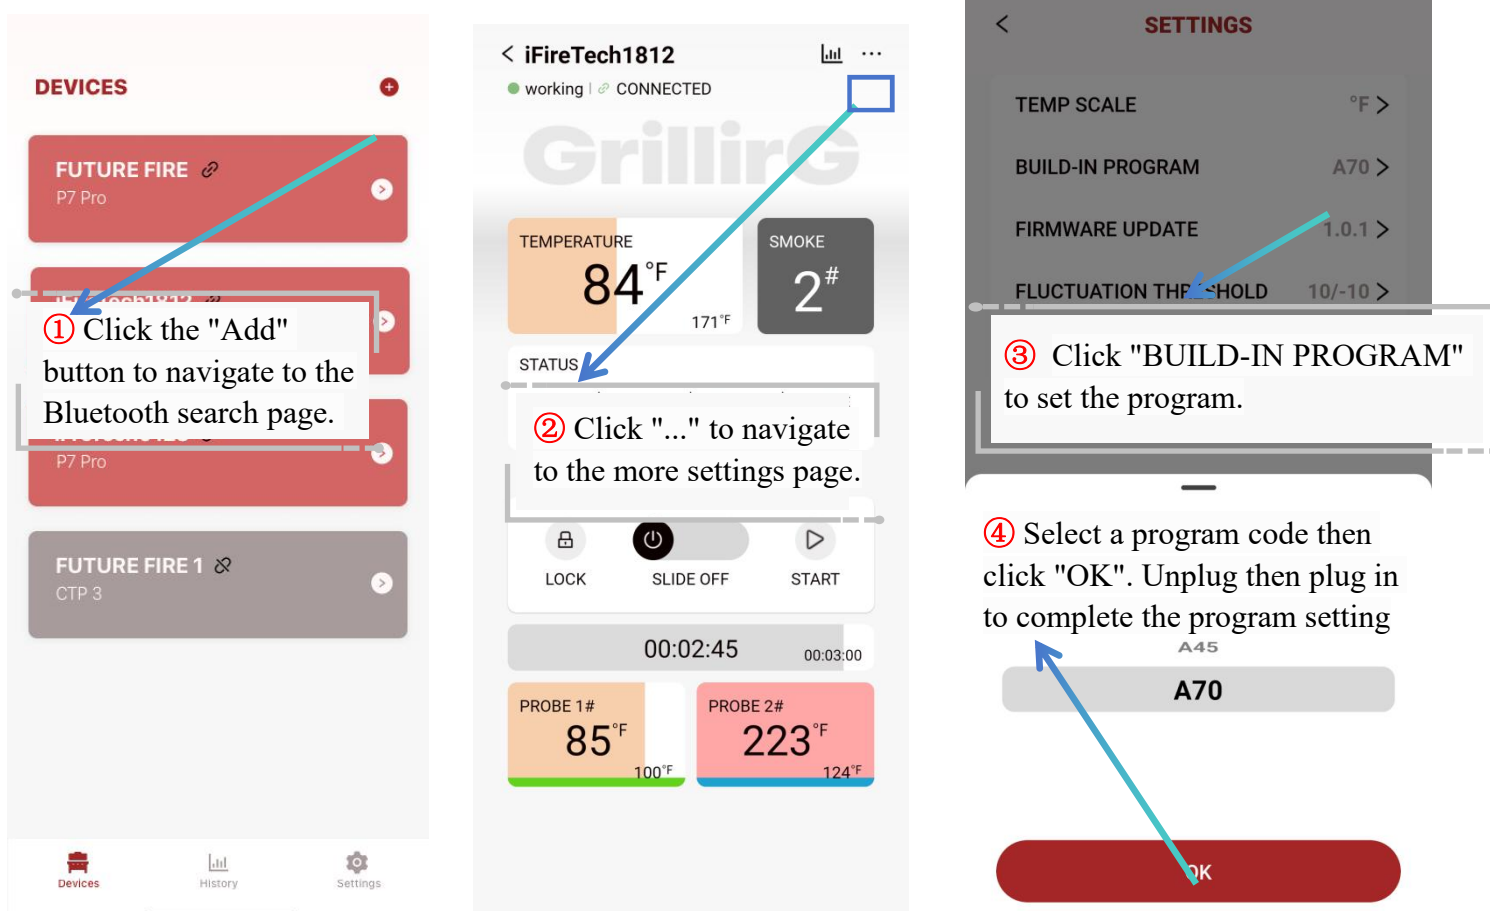 DEVICES
FUTURE FIRE
P7 Pro
iFireTech1812
① Click the "Add"
button to navigate to the
Bluetooth search page.
P7 Pro
FUTURE FIRE 1
CTP 3
Devices
History
Settings
iFireTech1812
...
working | CONNECTED
GrillirG
TEMPERATURE
84°F
171°F
SMOKE
2#
STATUS
② Click "..." to navigate
to the more settings page.
LOCK
SLIDE OFF
START
00:02:45
00:03:00
PROBE 1#
85°F
100°F
PROBE 2#
223°F
124°F
SETTINGS
TEMP SCALE °F
BUILD-IN PROGRAM A70
FIRMWARE UPDATE 1.0.1
FLUCTUATION THRESHOLD 10/-10
③ Click "BUILD-IN PROGRAM"
to set the program.
④ Select a program code then
click "OK". Unplug then plug in
to complete the program setting
A45
A70
OK